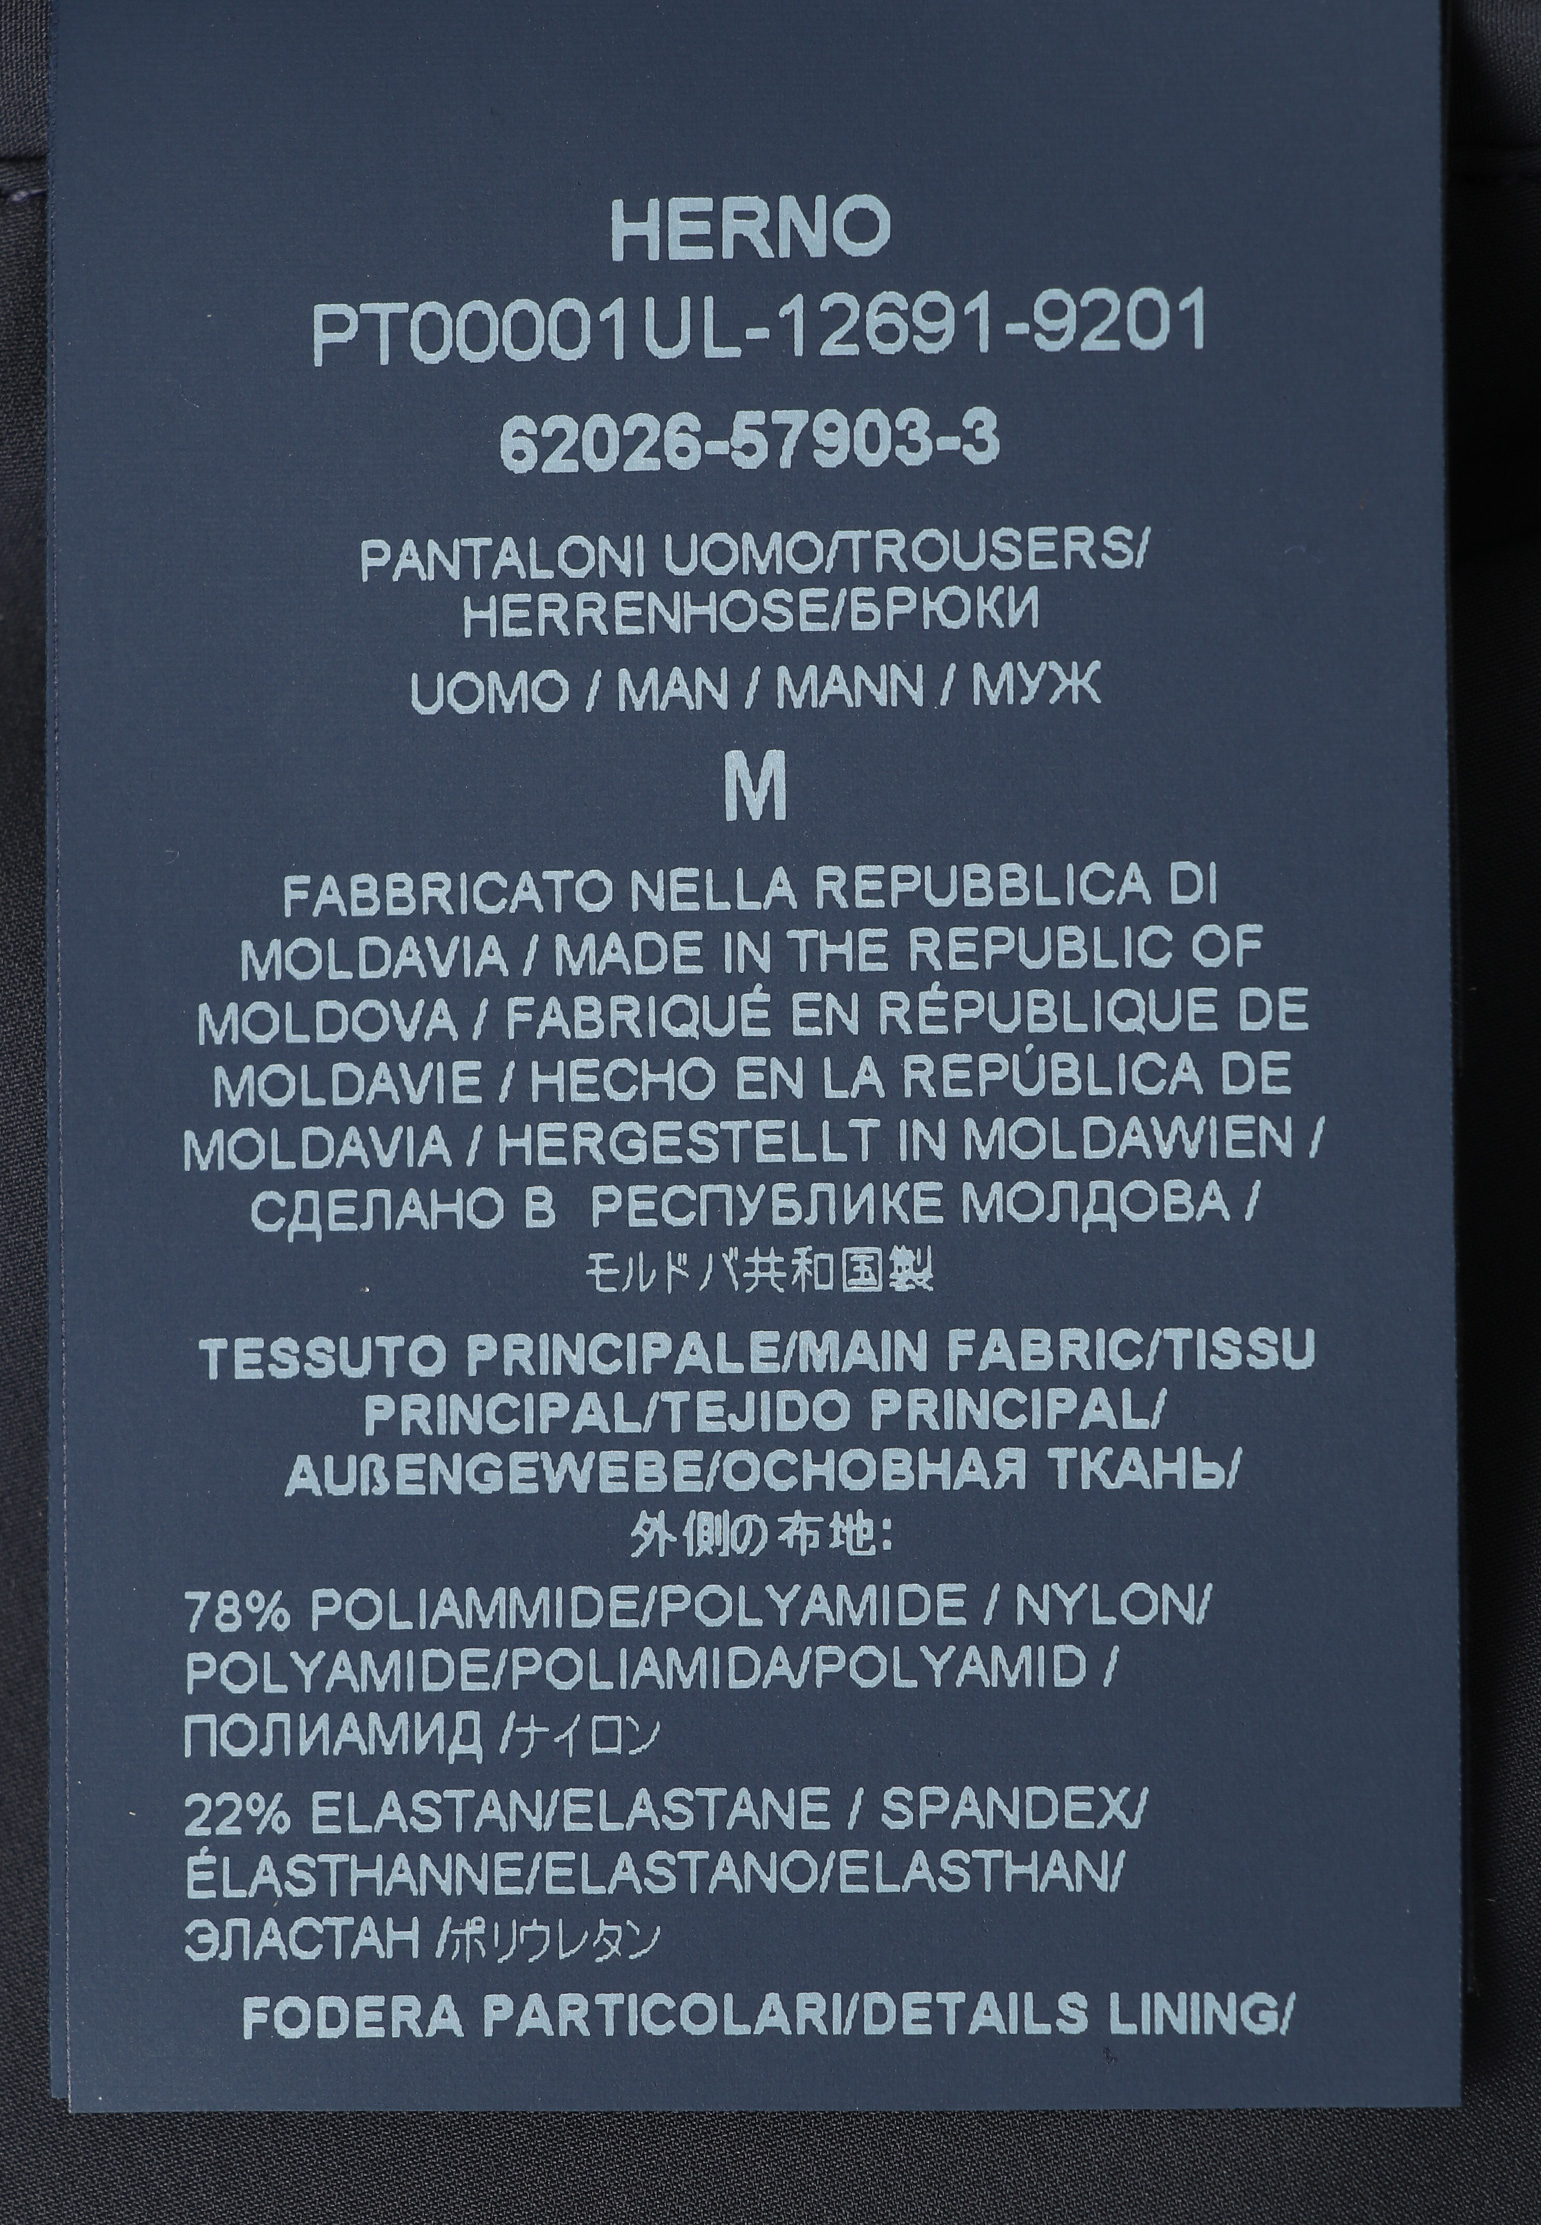 HERNO
PT00001UL-12691-9201
62026-57903-3
PANTALONI UOMO/TROUSERS/
HERRENHOSE/БРЮКИ
UOMO / MAN / MANN / МУЖ
M
FABBRICATO NELLA REPUBBLICA DI
MOLDAVIA / MADE IN THE REPUBLIC OF
MOLDOVA / FABRIQUÉ EN RÉPUBLIQUE DE
MOLDAVIE / HECHO EN LA REPÚBLICA DE
MOLDAVIA / HERGESTELLT IN MOLDAWIEN /
СДЕЛАНО В РЕСПУБЛИКЕ МОЛДОВА /
モルドバ共和国製
TESSUTO PRINCIPALE/MAIN FABRIC/TISSU
PRINCIPAL/TEJIDO PRINCIPAL/
AUßENGEWEBE/ОСНОВНАЯ ТКАНЬ/
外側の布地:
78% POLIAMMIDE/POLYAMIDE / NYLON/
POLYAMIDE/POLIAMIDA/POLYAMID /
ПОЛИАМИД /ナイロン
22% ELASTAN/ELASTANE / SPANDEX/
ÉLASTHANNE/ELASTANO/ELASTHAN/
ЭЛАСТАН /ポリウレタン
FODERA PARTICOLARI/DETAILS LINING/